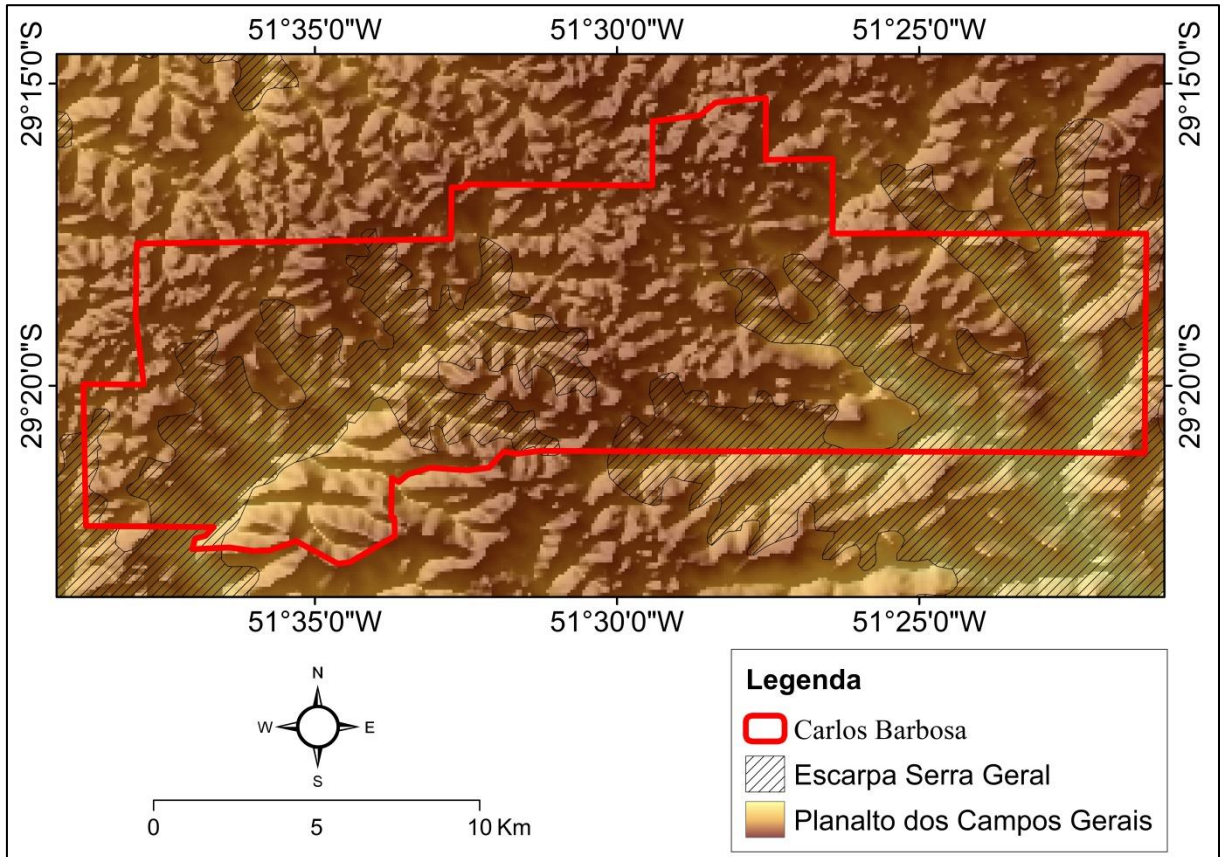 51°35'0"W 51°30'0"W 51°25'0"W
29°15'0"S 29°15'0"S
29°20'0"S 29°20'0"S
51°35'0"W 51°30'0"W 51°25'0"W
N
W E
S
0 5 10 Km
Legenda
Carlos Barbosa
Escarpa Serra Geral
Planalto dos Campos Gerais